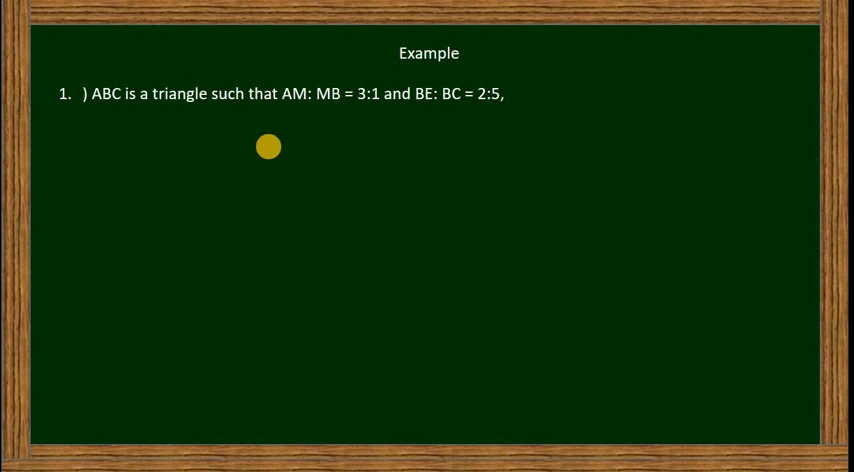 Example
1. ) ABC is a triangle such that AM: MB = 3:1 and BE: BC = 2:5,